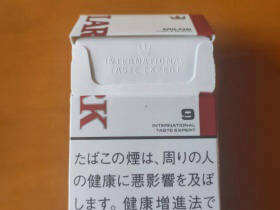 INTERNATIONAL
TASTE EXPERT
LAR
K
9
INTERNATIONAL
TASTE EXPERT
たばこの煙は、周りの人
の健康に悪影響を及ぼ
します。健康増進法で